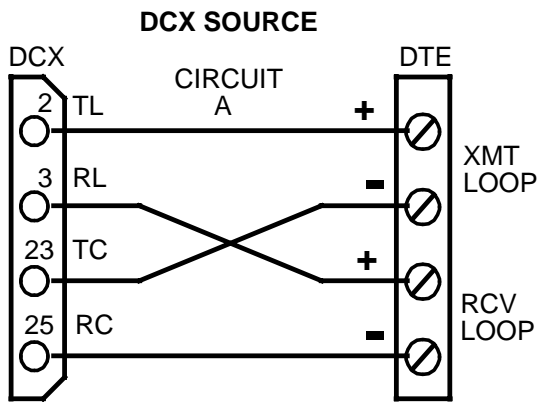 DCX SOURCE
DCX
DTE
CIRCUIT
A
2 TL +
3 RL -
23 TC +
25 RC -
XMT
LOOP
RCV
LOOP